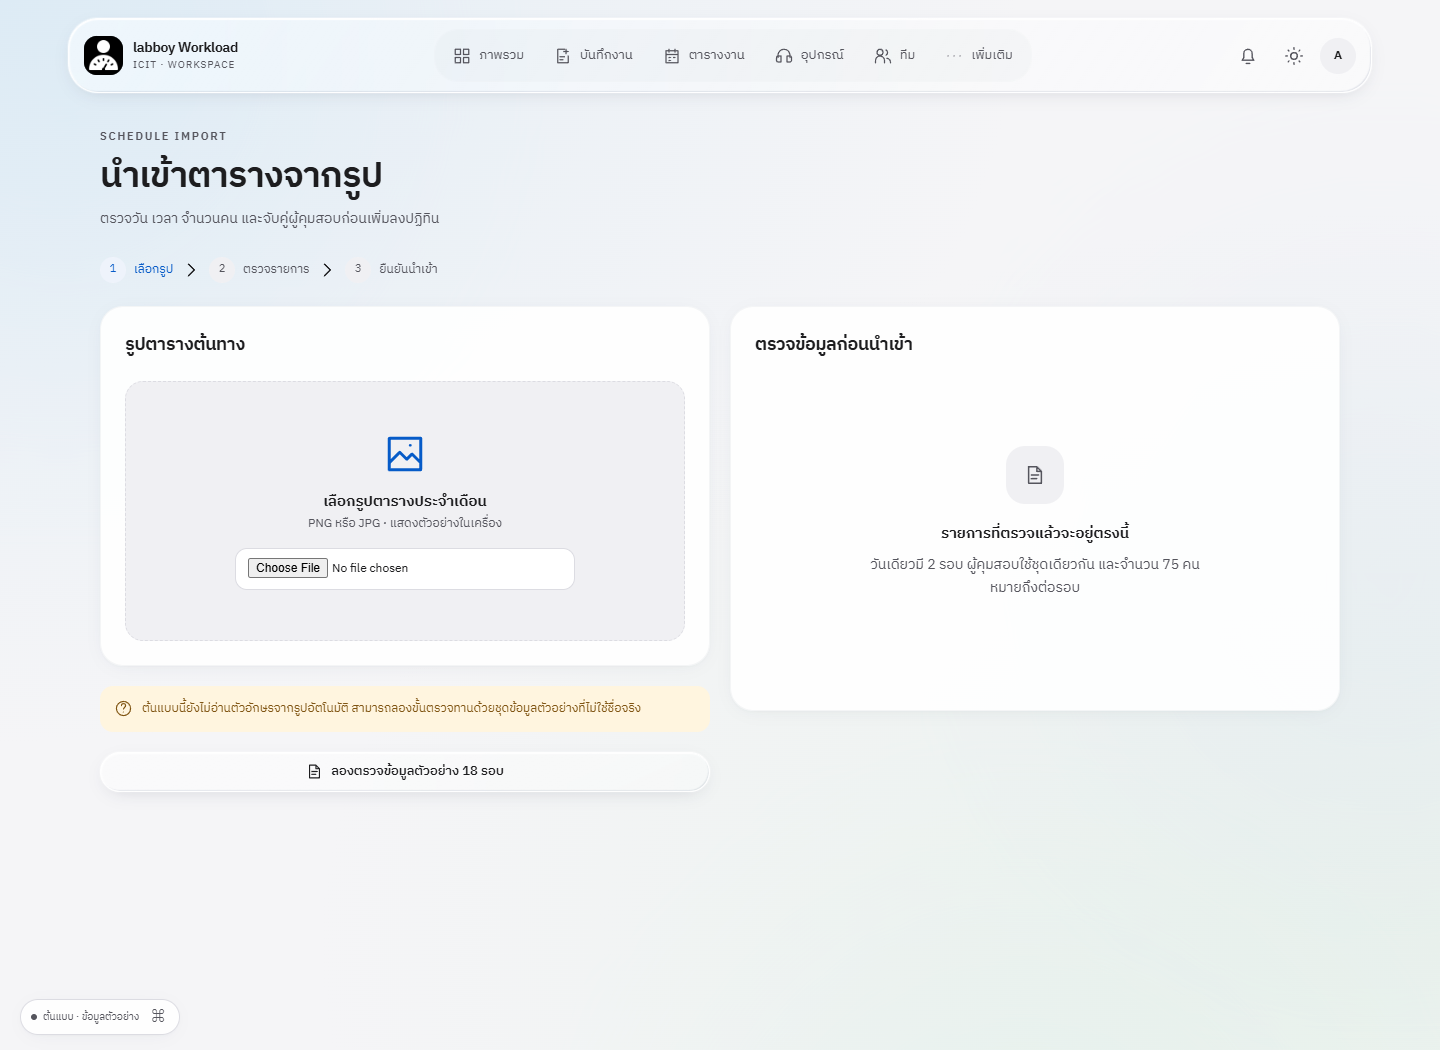 labboy Workload
ICIT · WORKSPACE
ภาพรวม
บันทึกงาน
ตารางงาน
อุปกรณ์
ทีม
เพิ่มเติม
A
SCHEDULE IMPORT
นำเข้าตารางจากรูป
ตรวจวัน เวลา จำนวนคน และจับคู่ผู้คุมสอบก่อนเพิ่มลงปฏิทิน
1 เลือกรูป
2 ตรวจรายการ
3 ยืนยันนำเข้า
รูปตารางต้นทาง
เลือกรูปตารางประจำเดือน
PNG หรือ JPG · แสดงตัวอย่างในเครื่อง
Choose File No file chosen
ต้นแบบนี้ยังไม่อ่านตัวอักษรจากรูปอัตโนมัติ สามารถลองขั้นตรวจทานด้วยชุดข้อมูลตัวอย่างที่ไม่ใช้ชื่อจริง
ลองตรวจข้อมูลตัวอย่าง 18 รอบ
ตรวจข้อมูลก่อนนำเข้า
รายการที่ตรวจแล้วจะอยู่ตรงนี้
วันเดียวมี 2 รอบ ผู้คุมสอบใช้ชุดเดียวกัน และจำนวน 75 คน
หมายถึงต่อรอบ
ต้นแบบ · ข้อมูลตัวอย่าง ⌘